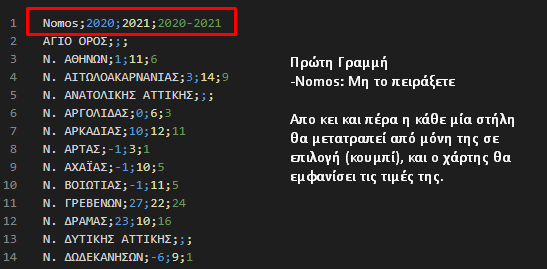 1 Nomos;2020;2021;2020-2021
2 ΑΓΙΟ ΟΡΟΣ;;;
3 Ν. ΑΘΗΝΩΝ;1;11;6
4 Ν. ΑΙΤΩΛΟΑΚΑΡΝΑΝΙΑΣ;3;14;9
5 Ν. ΑΝΑΤΟΛΙΚΗΣ ΑΤΤΙΚΗΣ;;;
6 Ν. ΑΡΓΟΛΙΔΑΣ;0;6;3
7 Ν. ΑΡΚΑΔΙΑΣ;10;12;11
8 Ν. ΑΡΤΑΣ;-1;3;1
9 Ν. ΑΧΑΪΑΣ;-1;10;5
10 Ν. ΒΟΙΩΤΙΑΣ;-1;11;5
11 Ν. ΓΡΕΒΕΝΩΝ;27;22;24
12 Ν. ΔΡΑΜΑΣ;23;10;16
13 Ν. ΔΥΤΙΚΗΣ ΑΤΤΙΚΗΣ;;;
14 Ν. ΔΩΔΕΚΑΝΗΣΩΝ;-6;9;1
Πρώτη Γραμμή
-Nomos: Μη το πειράξετε
Απο κει και πέρα η κάθε μία στήλη
θα μετατραπεί από μόνη της σε
επιλογή (κουμπί), και ο χάρτης θα
εμφανίσει τις τιμές της.